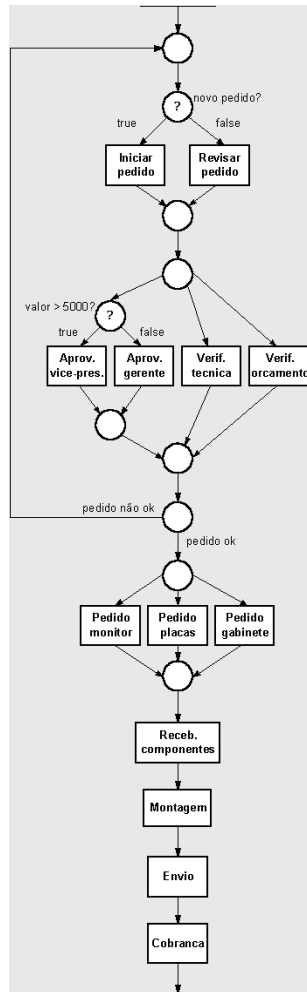 novo pedido?
?
true
false
Iniciar
pedido
Revisar
pedido
valor > 5000?
?
true
false
Aprov.
vice-pres.
Aprov.
gerente
Verif.
tecnica
Verif.
orcamento
pedido não ok
pedido ok
Pedido
monitor
Pedido
placas
Pedido
gabinete
Receb.
componentes
Montagem
Envio
Cobranca